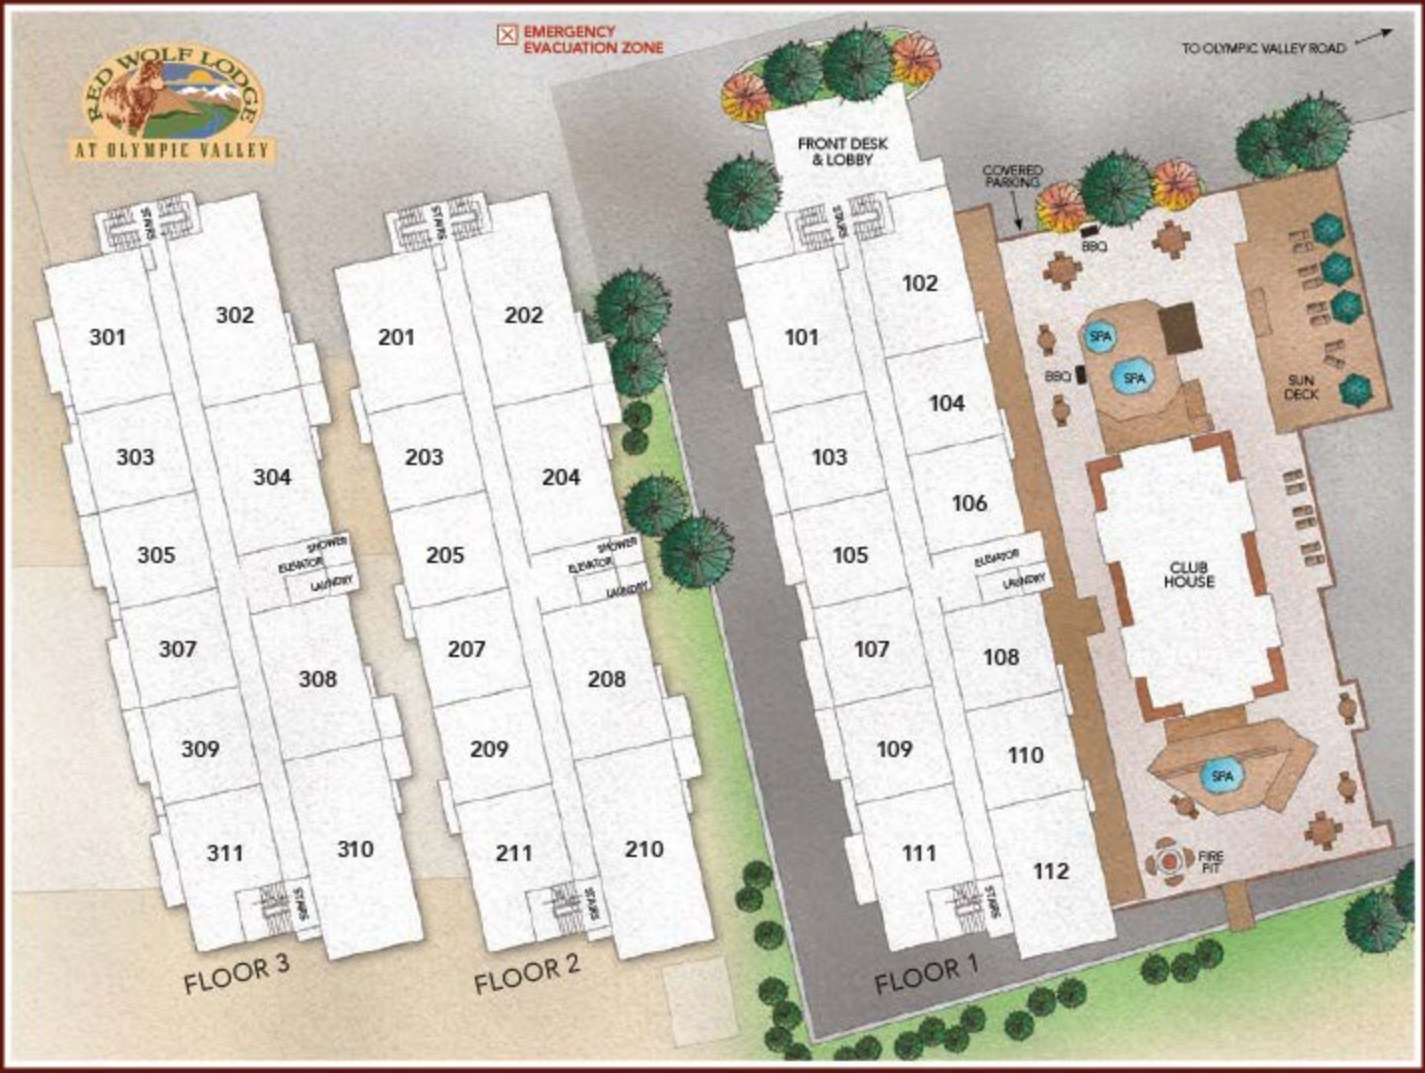 RED WOLF LODGE
AT OLYMPIC VALLEY
EMERGENCY
EVACUATION ZONE
TO OLYMPIC VALLEY ROAD
FRONT DESK
& LOBBY
COVERED
PARKING
STAIRS
301
302
303
304
305
SHOWER
ELEVATOR
LAUNDRY
307
308
309
310
311
STAIRS
FLOOR 3
STAIRS
201
202
203
204
205
SHOWER
ELEVATOR
LAUNDRY
207
208
209
210
211
STAIRS
FLOOR 2
STAIRS
101
102
103
104
105
106
ELEVATOR
LAUNDRY
107
108
109
110
111
112
STAIRS
FLOOR 1
BBQ
SPA
BBQ
SPA
SUN
DECK
CLUB
HOUSE
SPA
FIRE
PIT